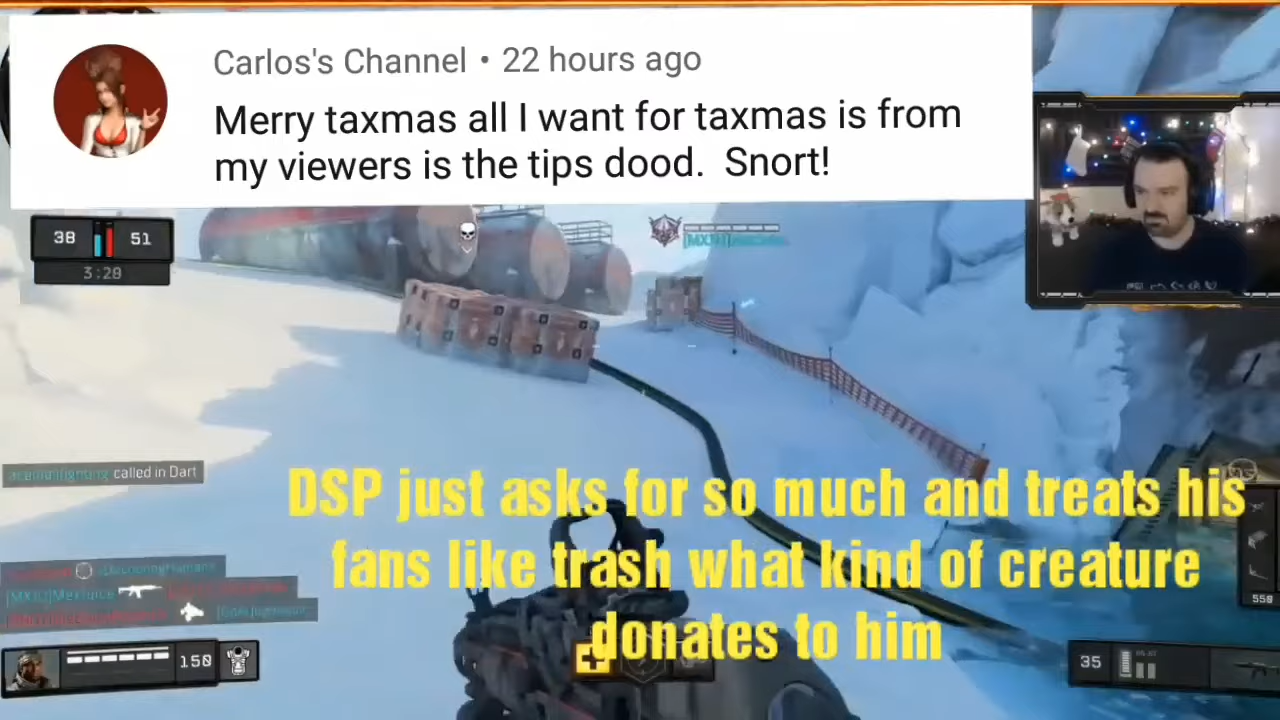 Carlos's Channel • 22 hours ago
Merry taxmas all I want for taxmas is from
my viewers is the tips dood. Snort!
38 51
3:28
called in Dart
DSP just asks for so much and treats his
fans like trash what kind of creature
donates to him
559
150
35